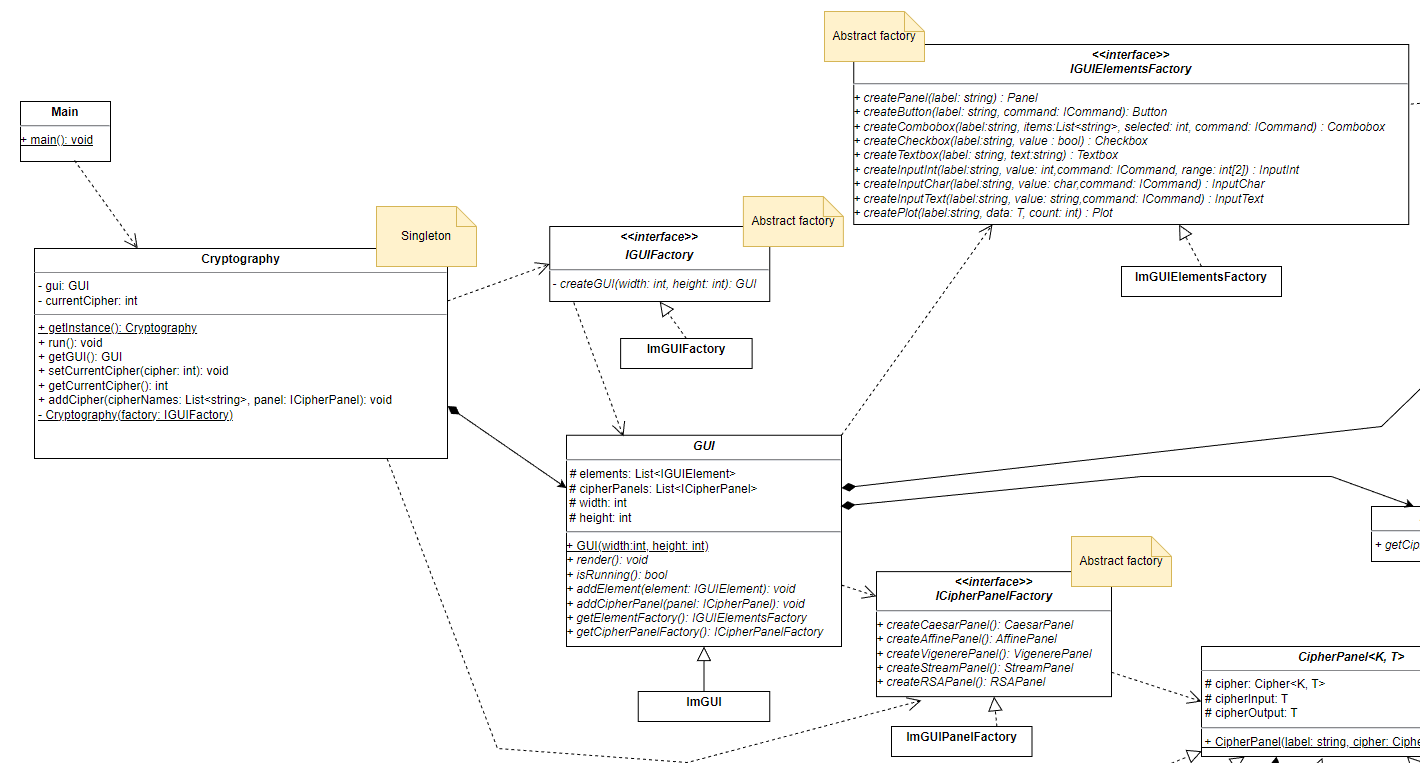 Abstract factory
<<interface>>
IGUIElementsFactory
+ createPanel(label: string) : Panel
+ createButton(label: string, command: ICommand): Button
+ createCombobox(label:string, items:List<string>, selected: int, command: ICommand) : Combobox
+ createCheckbox(label:string, value : bool) : Checkbox
+ createTextbox(label: string, text:string) : Textbox
+ createInputInt(label:string, value: int,command: ICommand, range: int[2]) : InputInt
+ createInputChar(label:string, value: char,command: ICommand) : InputChar
+ createInputText(label:string, value: string,command: ICommand) : InputText
+ createPlot(label:string, data: T, count: int) : Plot
Main
+ main(): void
Singleton
Cryptography
- gui: GUI
- currentCipher: int
+ getInstance(): Cryptography
+ run(): void
+ getGUI(): GUI
+ setCurrentCipher(cipher: int): void
+ getCurrentCipher(): int
+ addCipher(cipherNames: List<string>, panel: ICipherPanel): void
- Cryptography(factory: IGUIFactory)
Abstract factory
<<interface>>
IGUIFactory
- createGUI(width: int, height: int): GUI
ImGUIFactory
ImGUIElementsFactory
GUI
# elements: List<IGUIElement>
# cipherPanels: List<ICipherPanel>
# width: int
# height: int
+ GUI(width:int, height: int)
+ render(): void
+ isRunning(): bool
+ addElement(element: IGUIElement): void
+ addCipherPanel(panel: ICipherPanel): void
+ getElementFactory(): IGUIElementsFactory
+ getCipherPanelFactory(): ICipherPanelFactory
ImGUI
Abstract factory
<<interface>>
ICipherPanelFactory
+ createCaesarPanel(): CaesarPanel
+ createAffinePanel(): AffinePanel
+ createVigenerePanel(): VigenerePanel
+ createStreamPanel(): StreamPanel
+ createRSAPanel(): RSAPanel
ImGUIPanelFactory
+ getCip
CipherPanel<K, T>
# cipher: Cipher<K, T>
# cipherInput: T
# cipherOutput: T
+ CipherPanel(label: string, cipher: Ciphe